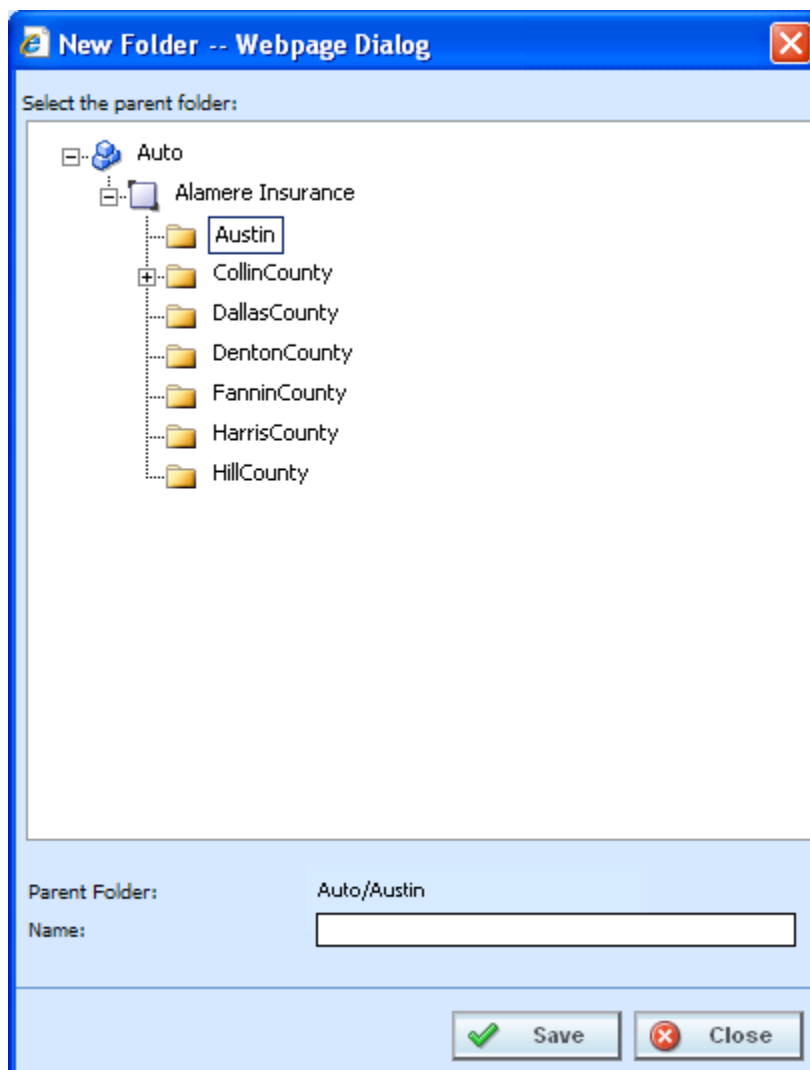 New Folder -- Webpage Dialog
Select the parent folder:
Auto
Alamere Insurance
Austin
CollinCounty
DallasCounty
DentonCounty
FanninCounty
HarrisCounty
HillCounty
Parent Folder: Auto/Austin
Name:
Save Close